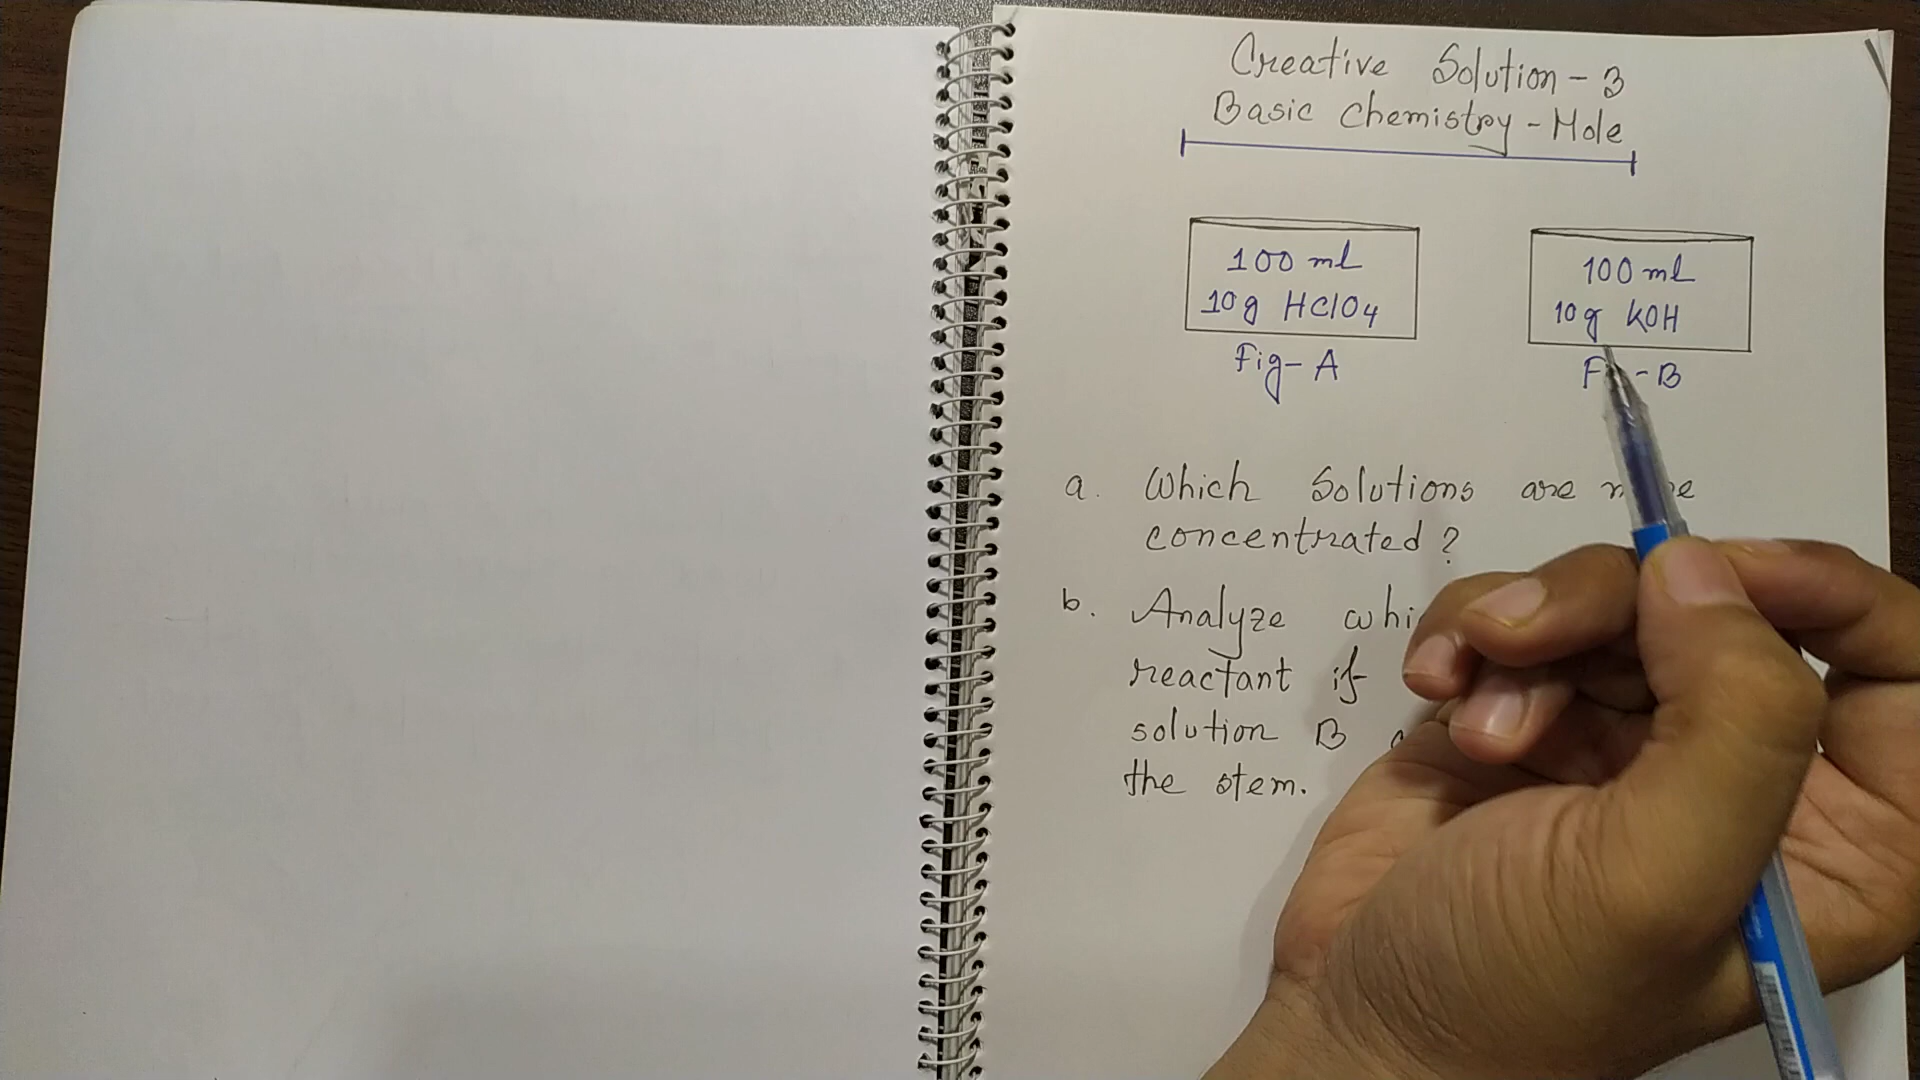 Creative Solution - 3
Basic Chemistry - Mole
100 ml
10g HClO4
Fig- A
100 ml
10g KOH
- B
a. Which Solutions are
concentrated?
b. Analyze
reactant if
solution B
the stem.